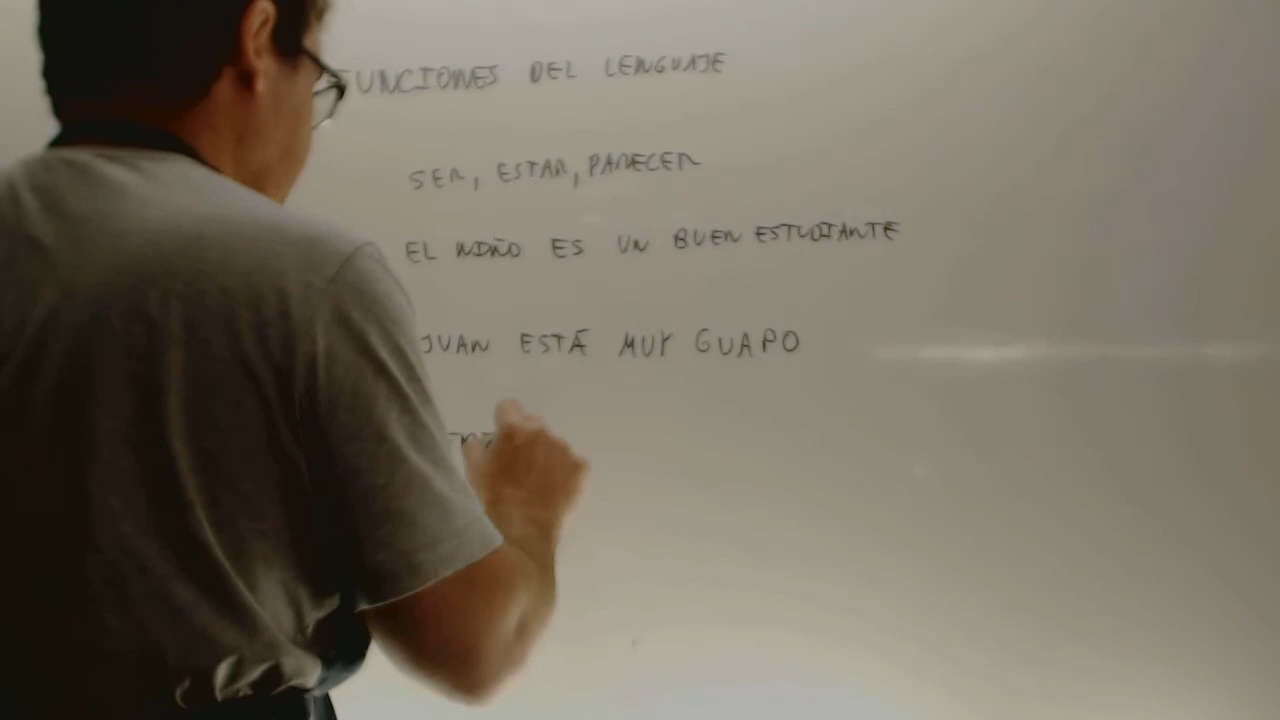 FUNCIONES DEL LENGUAJE
SER, ESTAR, PARECER
EL NIÑO ES UN BUEN ESTUDIANTE
JUAN ESTÁ MUY GUAPO